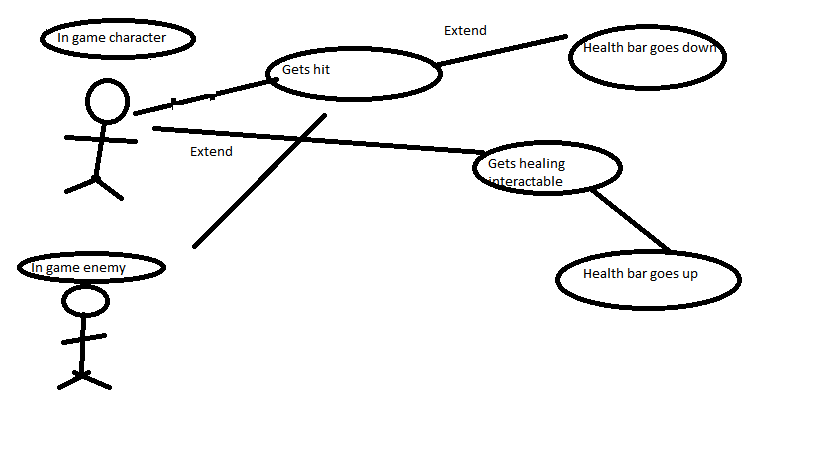 In game character
Extend
Gets hit
Health bar goes down
Extend
Gets healing
interactable
In game enemy
Health bar goes up